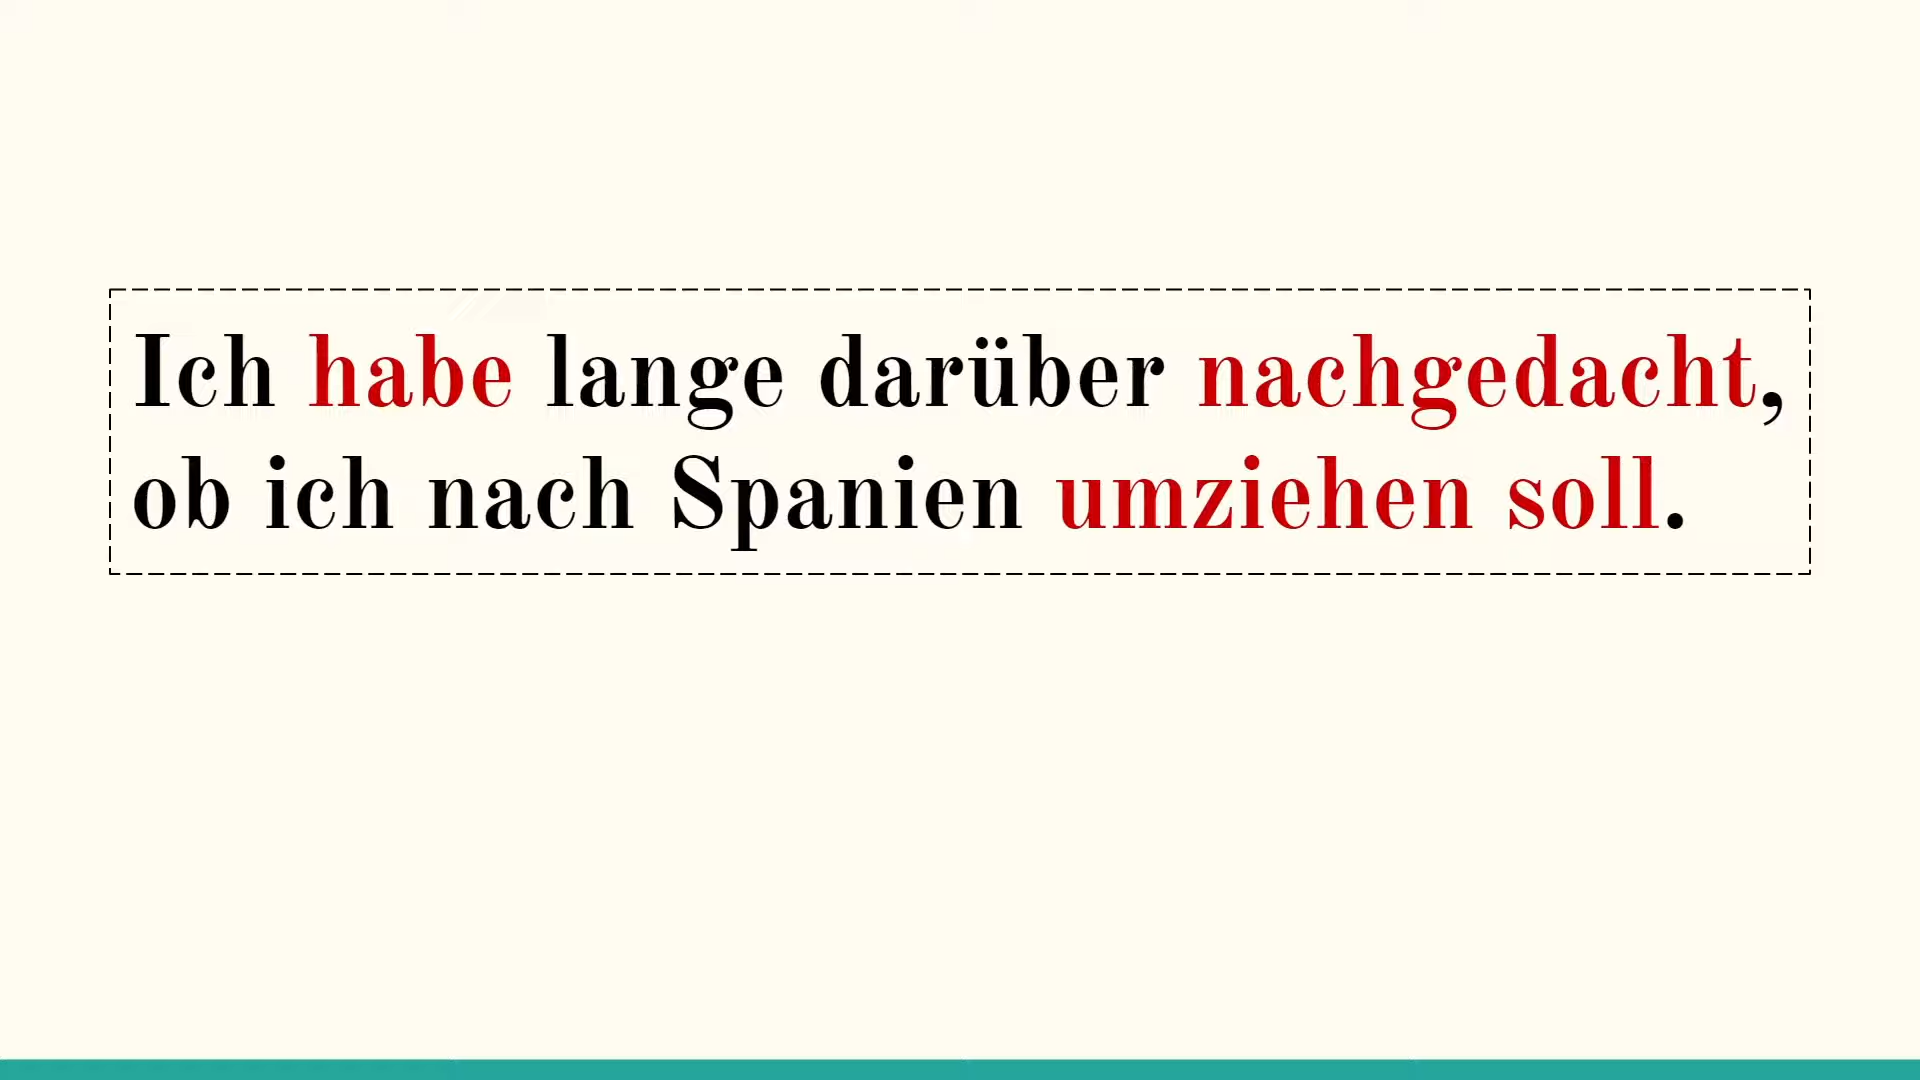 Ich habe lange darüber nachgedacht,
ob ich nach Spanien umziehen soll.